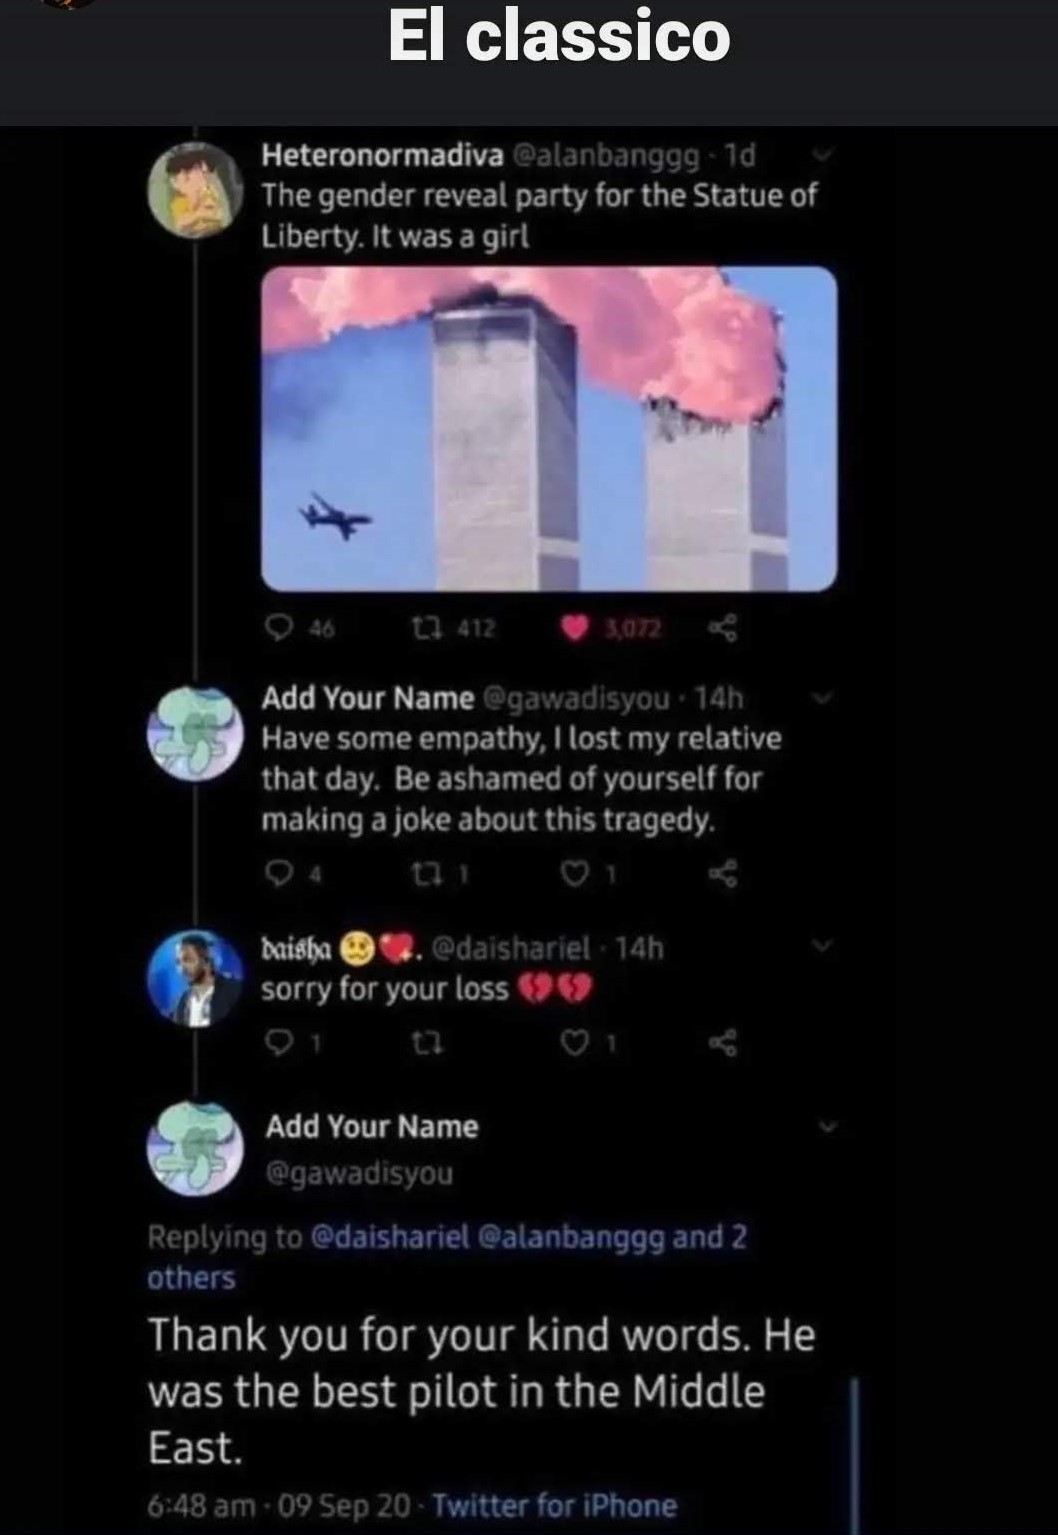 El classico
Heteronormadiva @alanbanggg · 1d
The gender reveal party for the Statue of
Liberty. It was a girl
46 412 3,072
Add Your Name @gawadisyou · 14h
Have some empathy, I lost my relative
that day. Be ashamed of yourself for
making a joke about this tragedy.
4 1 1
𝖇𝖆𝖎𝖘𝖍𝖆 🥴💖. @daishariel · 14h
sorry for your loss 💔💔
1 1
Add Your Name
@gawadisyou
Replying to @daishariel @alanbanggg and 2
others
Thank you for your kind words. He
was the best pilot in the Middle
East.
6:48 am · 09 Sep 20 · Twitter for iPhone